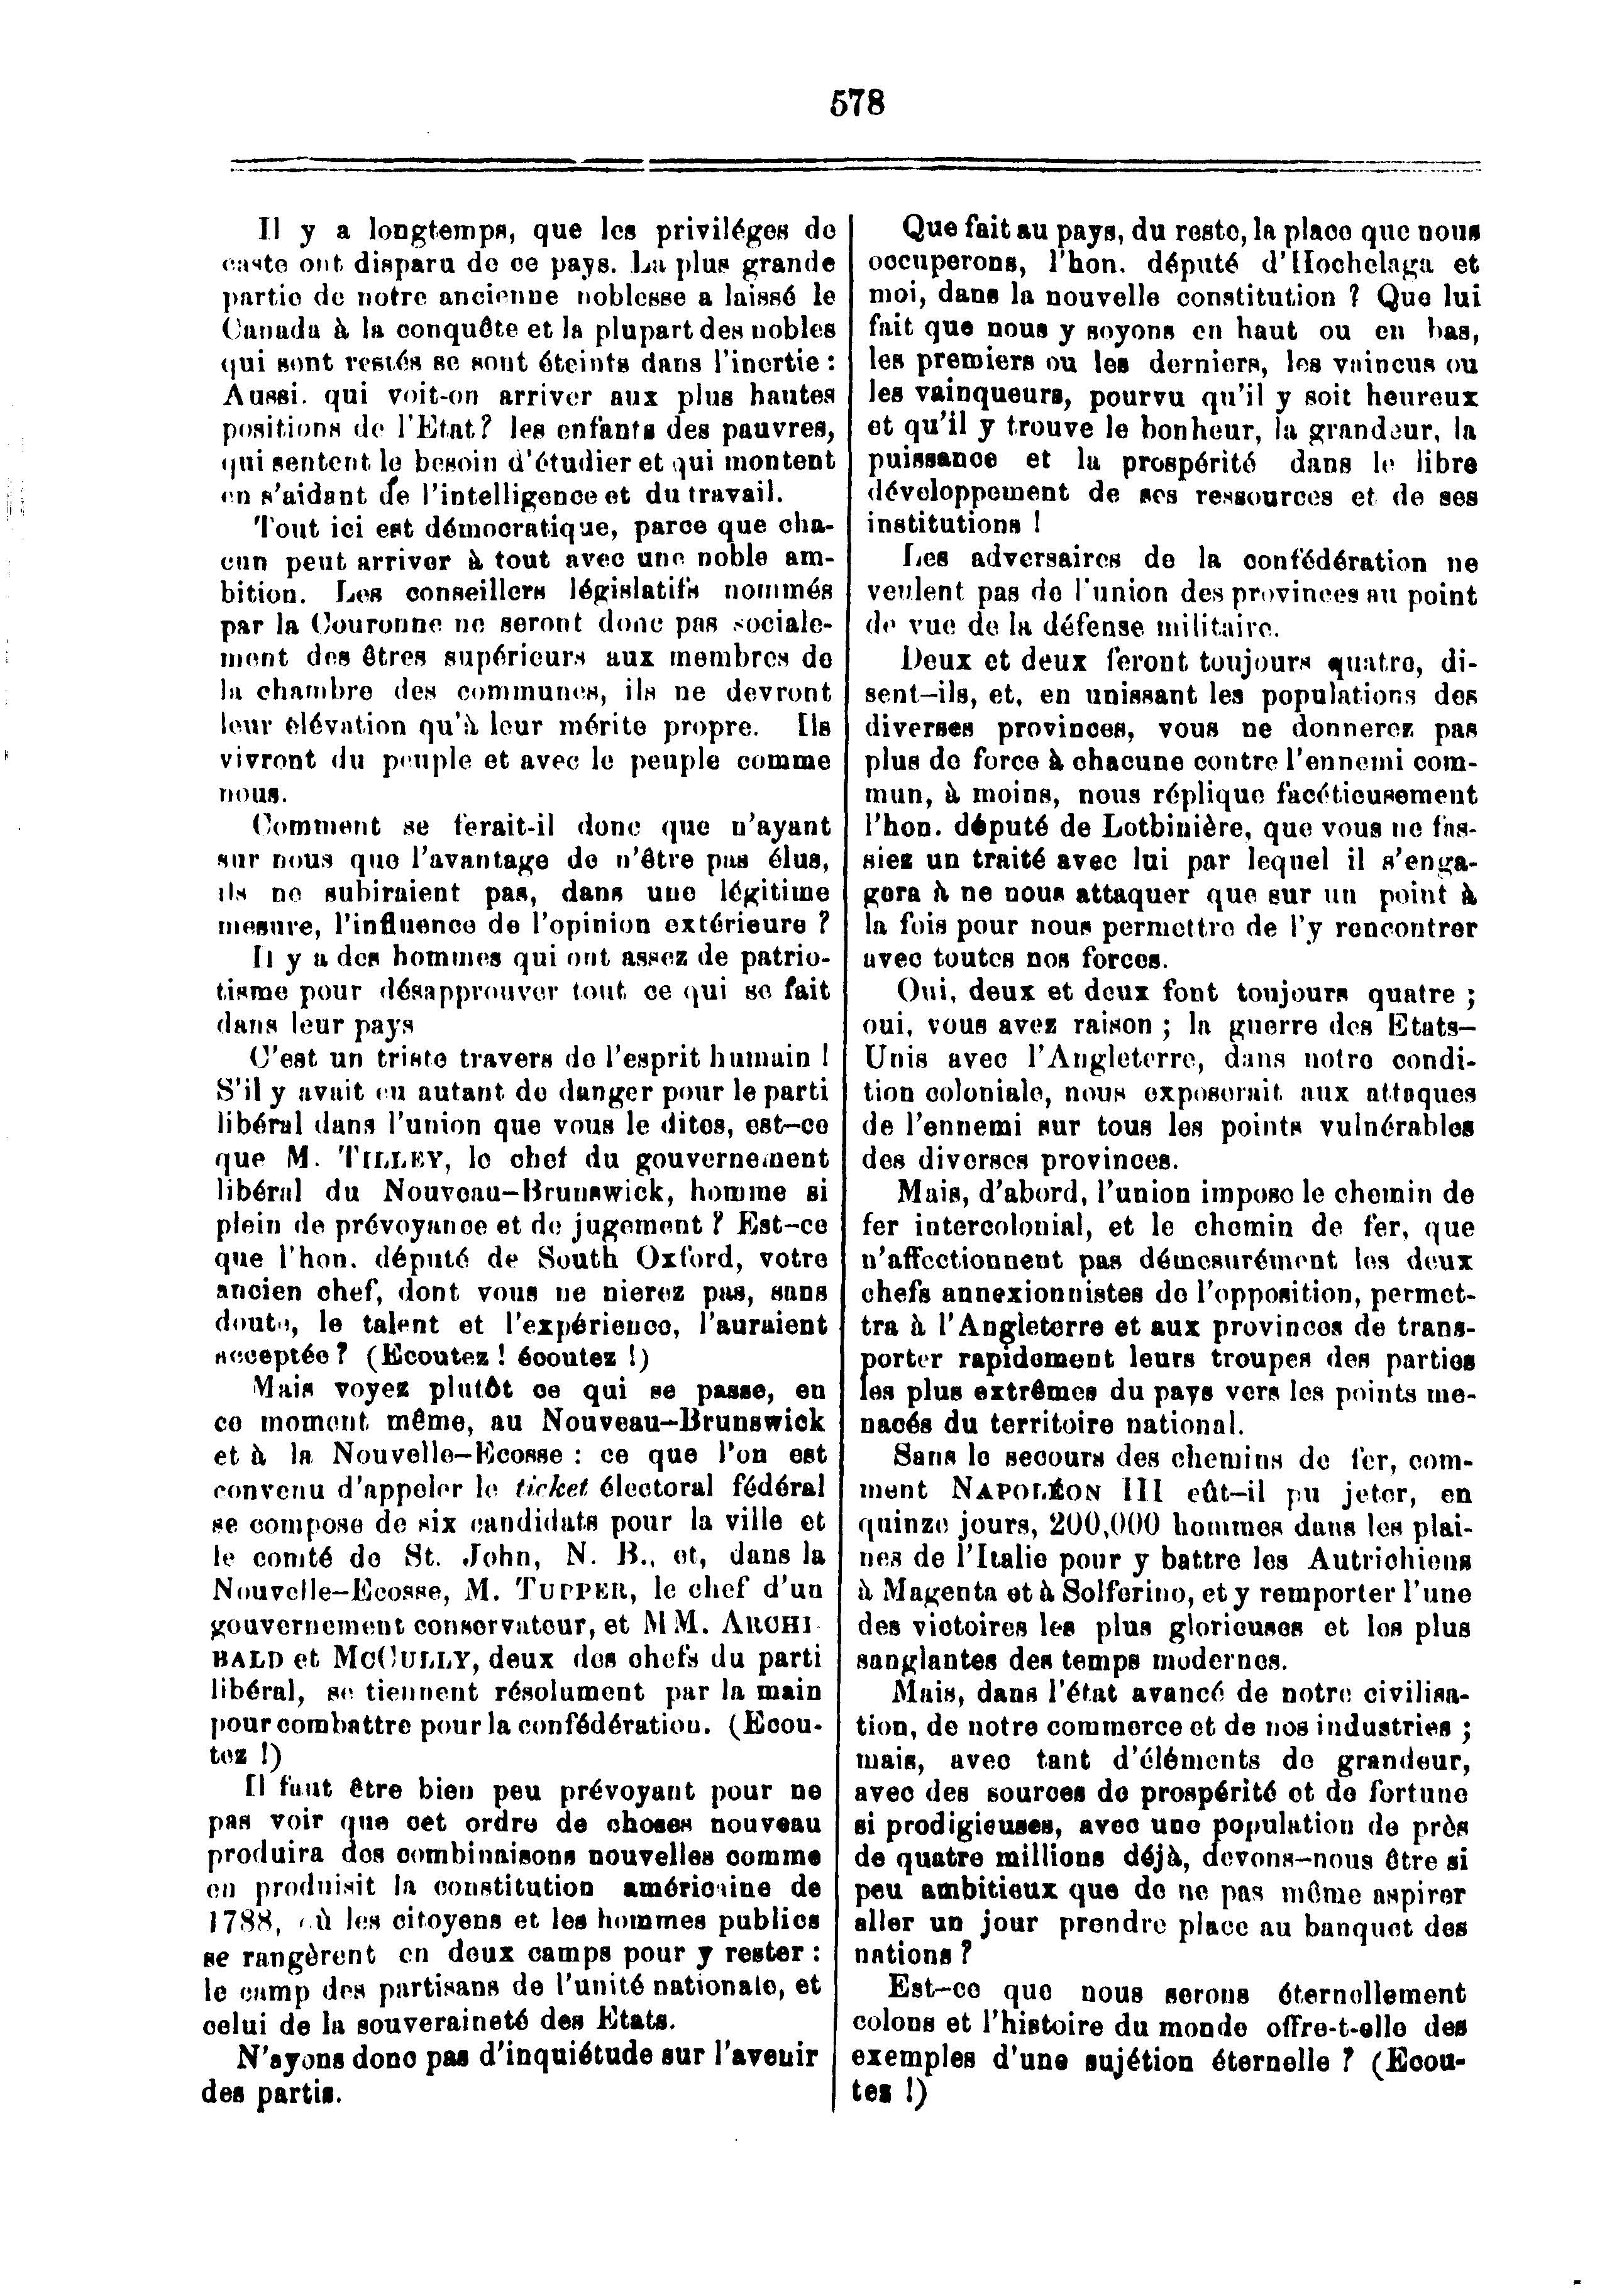 578
Il y a longtemps, que les priviléges de
caste ont disparu de ce pays. La plus grande
partie de notre ancienne noblesse a laissé le
Canada à la conquête et la plupart des nobles
qui sont restés se sont éteints dans l'inertie :
Aussi. qui voit-on arriver aux plus hautes
positions de l'Etat? les enfants des pauvres,
qui sentent le besoin d'étudier et qui montent
en s'aidant de l'intelligence et du travail.
Tout ici est démocratique, parce que cha-
cun peut arriver à tout avec une noble am-
bition. Les conseillers législatifs nommés
par la Couronne ne seront donc pas sociale-
ment des êtres supérieurs aux membres de
la chambre des communes, ils ne devront
leur élévation qu'à leur mérite propre. Ils
vivront du peuple et avec le peuple comme
nous.
Comment se ferait-il donc que n'ayant
sur nous que l'avantage de n'être pas élus,
ils ne subiraient pas, dans une légitime
mesure, l'influence de l'opinion extérieure ?
Il y a des hommes qui ont assez de patrio-
tisme pour désapprouver tout ce qui se fait
dans leur pays
C'est un triste travers de l'esprit humain !
S'il y avait eu autant de danger pour le parti
libéral dans l'union que vous le dites, est-ce
que M. TILLEY, le chef du gouvernement
libéral du Nouveau-Brunswick, homme si
plein de prévoyance et de jugement ? Est-ce
que l'hon. député de South Oxford, votre
ancien chef, dont vous ne nierez pas, sans
doute, le talent et l'expérience, l'auraient
acceptée ? (Ecoutez ! écoutez !)
Mais voyez plutôt ce qui se passe, en
ce moment même, au Nouveau-Brunswick
et à la Nouvelle-Ecosse : ce que l'on est
convenu d'appeler le ticket électoral fédéral
se compose de six candidats pour la ville et
le comté de St. John, N. B., et, dans la
Nouvelle-Ecosse, M. TUPPER, le chef d'un
gouvernement conservateur, et MM. ARCHI
BALD et MCCULLY, deux des chefs du parti
libéral, se tiennent résolument par la main
pour combattre pour la confédération. (Ecou-
tez !)
Il faut être bien peu prévoyant pour ne
pas voir que cet ordre de choses nouveau
produira des combinaisons nouvelles comme
en produisit la constitution américaine de
1788, où les citoyens et les hommes publics
se rangèrent en deux camps pour y rester :
le camp des partisans de l'unité nationale, et
celui de la souveraineté des Etats.
N'ayons donc pas d'inquiétude sur l'avenir
des partis.
Que fait au pays, du reste, la place que nous
occuperons, l'hon. député d'Hochelaga et
moi, dans la nouvelle constitution ? Que lui
fait que nous y soyons en haut ou en bas,
les premiers ou les derniers, les vaincus ou
les vainqueurs, pourvu qu'il y soit heureux
et qu'il y trouve le bonheur, la grandeur, la
puissance et la prospérité dans le libre
développement de ses ressources et de ses
institutions !
Les adversaires de la confédération ne
veulent pas de l'union des provinces au point
de vue de la défense militaire.
Deux et deux feront toujours quatre, di-
sent-ils, et, en unissant les populations des
diverses provinces, vous ne donnerez pas
plus de force à chacune contre l'ennemi com-
mun, à moins, nous réplique facétieusement
l'hon. député de Lotbinière, que vous ne fas-
siez un traité avec lui par lequel il s'enga-
gera à ne nous attaquer que sur un point à
la fois pour nous permettre de l'y rencontrer
avec toutes nos forces.
Oui, deux et deux font toujours quatre ;
oui, vous avez raison ; la guerre des Etats-
Unis avec l'Angleterre, dans notre condi-
tion coloniale, nous exposerait aux attaques
de l'ennemi sur tous les points vulnérables
des diverses provinces.
Mais, d'abord, l'union impose le chemin de
fer intercolonial, et le chemin de fer, que
n'affectionnent pas démesurément les deux
chefs annexionnistes de l'opposition, permet-
tra à l'Angleterre et aux provinces de trans-
porter rapidement leurs troupes des parties
les plus extrêmes du pays vers les points me-
nacés du territoire national.
Sans le secours des chemins de fer, com-
ment NAPOLÉON III eût-il pu jeter, en
quinze jours, 200,000 hommes dans les plai-
nes de l'Italie pour y battre les Autrichiens
à Magenta et à Solferino, et y remporter l'une
des victoires les plus glorieuses et les plus
sanglantes des temps modernes.
Mais, dans l'état avancé de notre civilisa-
tion, de notre commerce et de nos industries ;
mais, avec tant d'éléments de grandeur,
avec des sources de prospérité et de fortune
si prodigieuses, avec une population de près
de quatre millions déjà, devons-nous être si
peu ambitieux que de ne pas même aspirer
aller un jour prendre place au banquet des
nations ?
Est-ce que nous serons éternellement
colons et l'histoire du monde offre-t-elle des
exemples d'une sujétion éternelle ? (Ecou-
tez !)